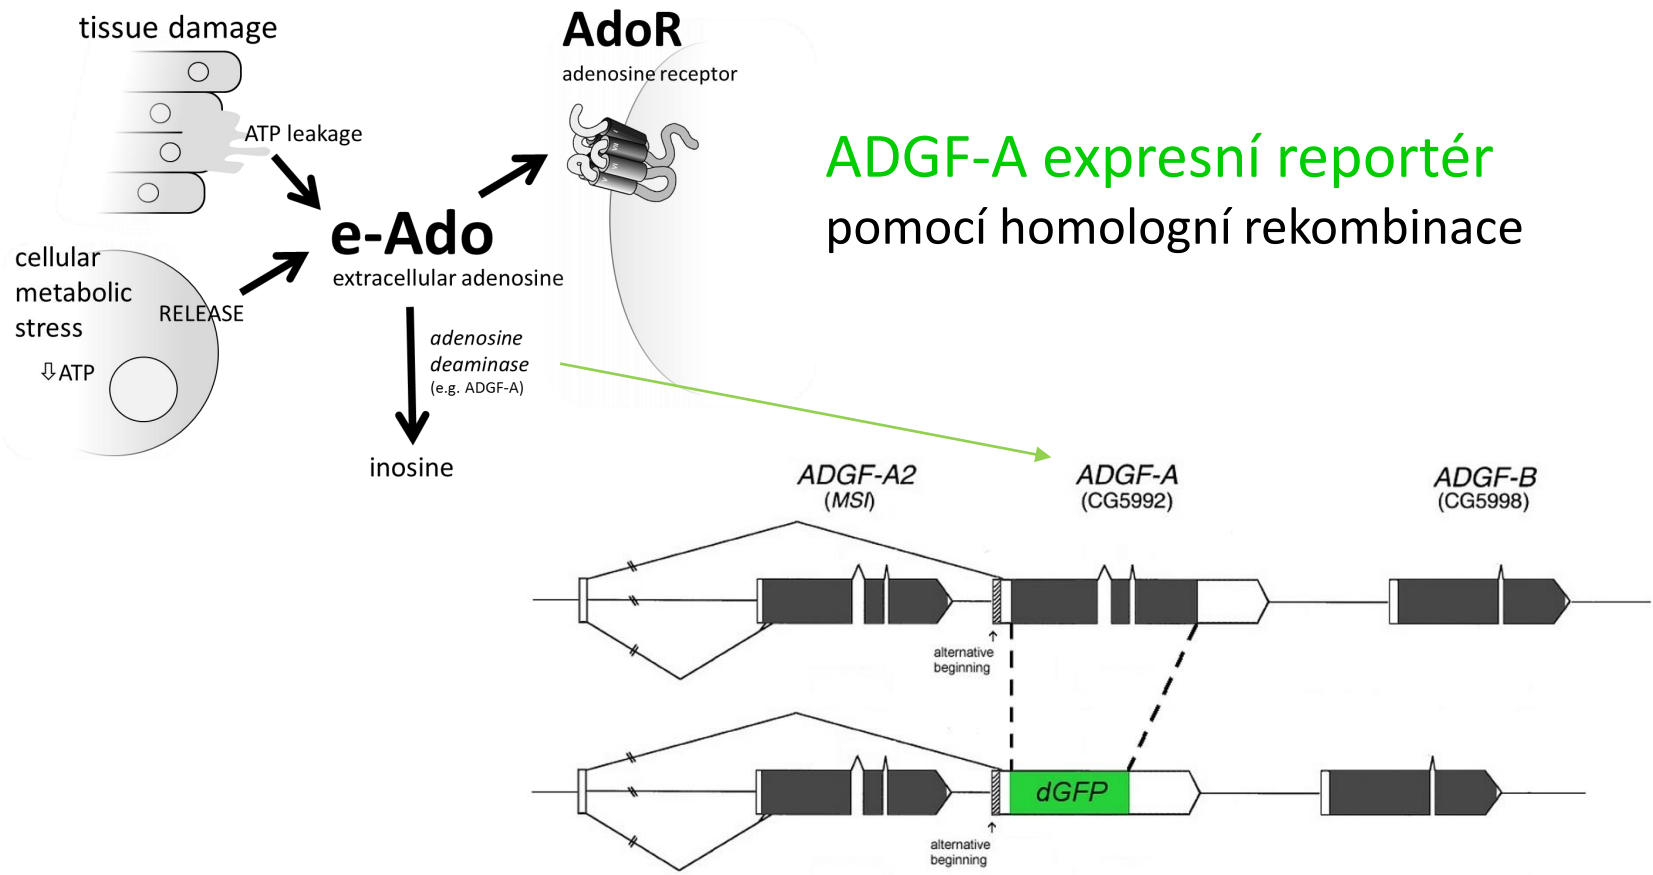 tissue damage
ATP leakage
AdoR
adenosine receptor
e-Ado
extracellular adenosine
cellular
metabolic
stress
RELEASE
⇩ATP
adenosine
deaminase
(e.g. ADGF-A)
inosine
ADGF-A expresní reportér
pomocí homologní rekombinace
ADGF-A2
(MSI)
ADGF-A
(CG5992)
ADGF-B
(CG5998)
alternative
beginning
dGFP
alternative
beginning